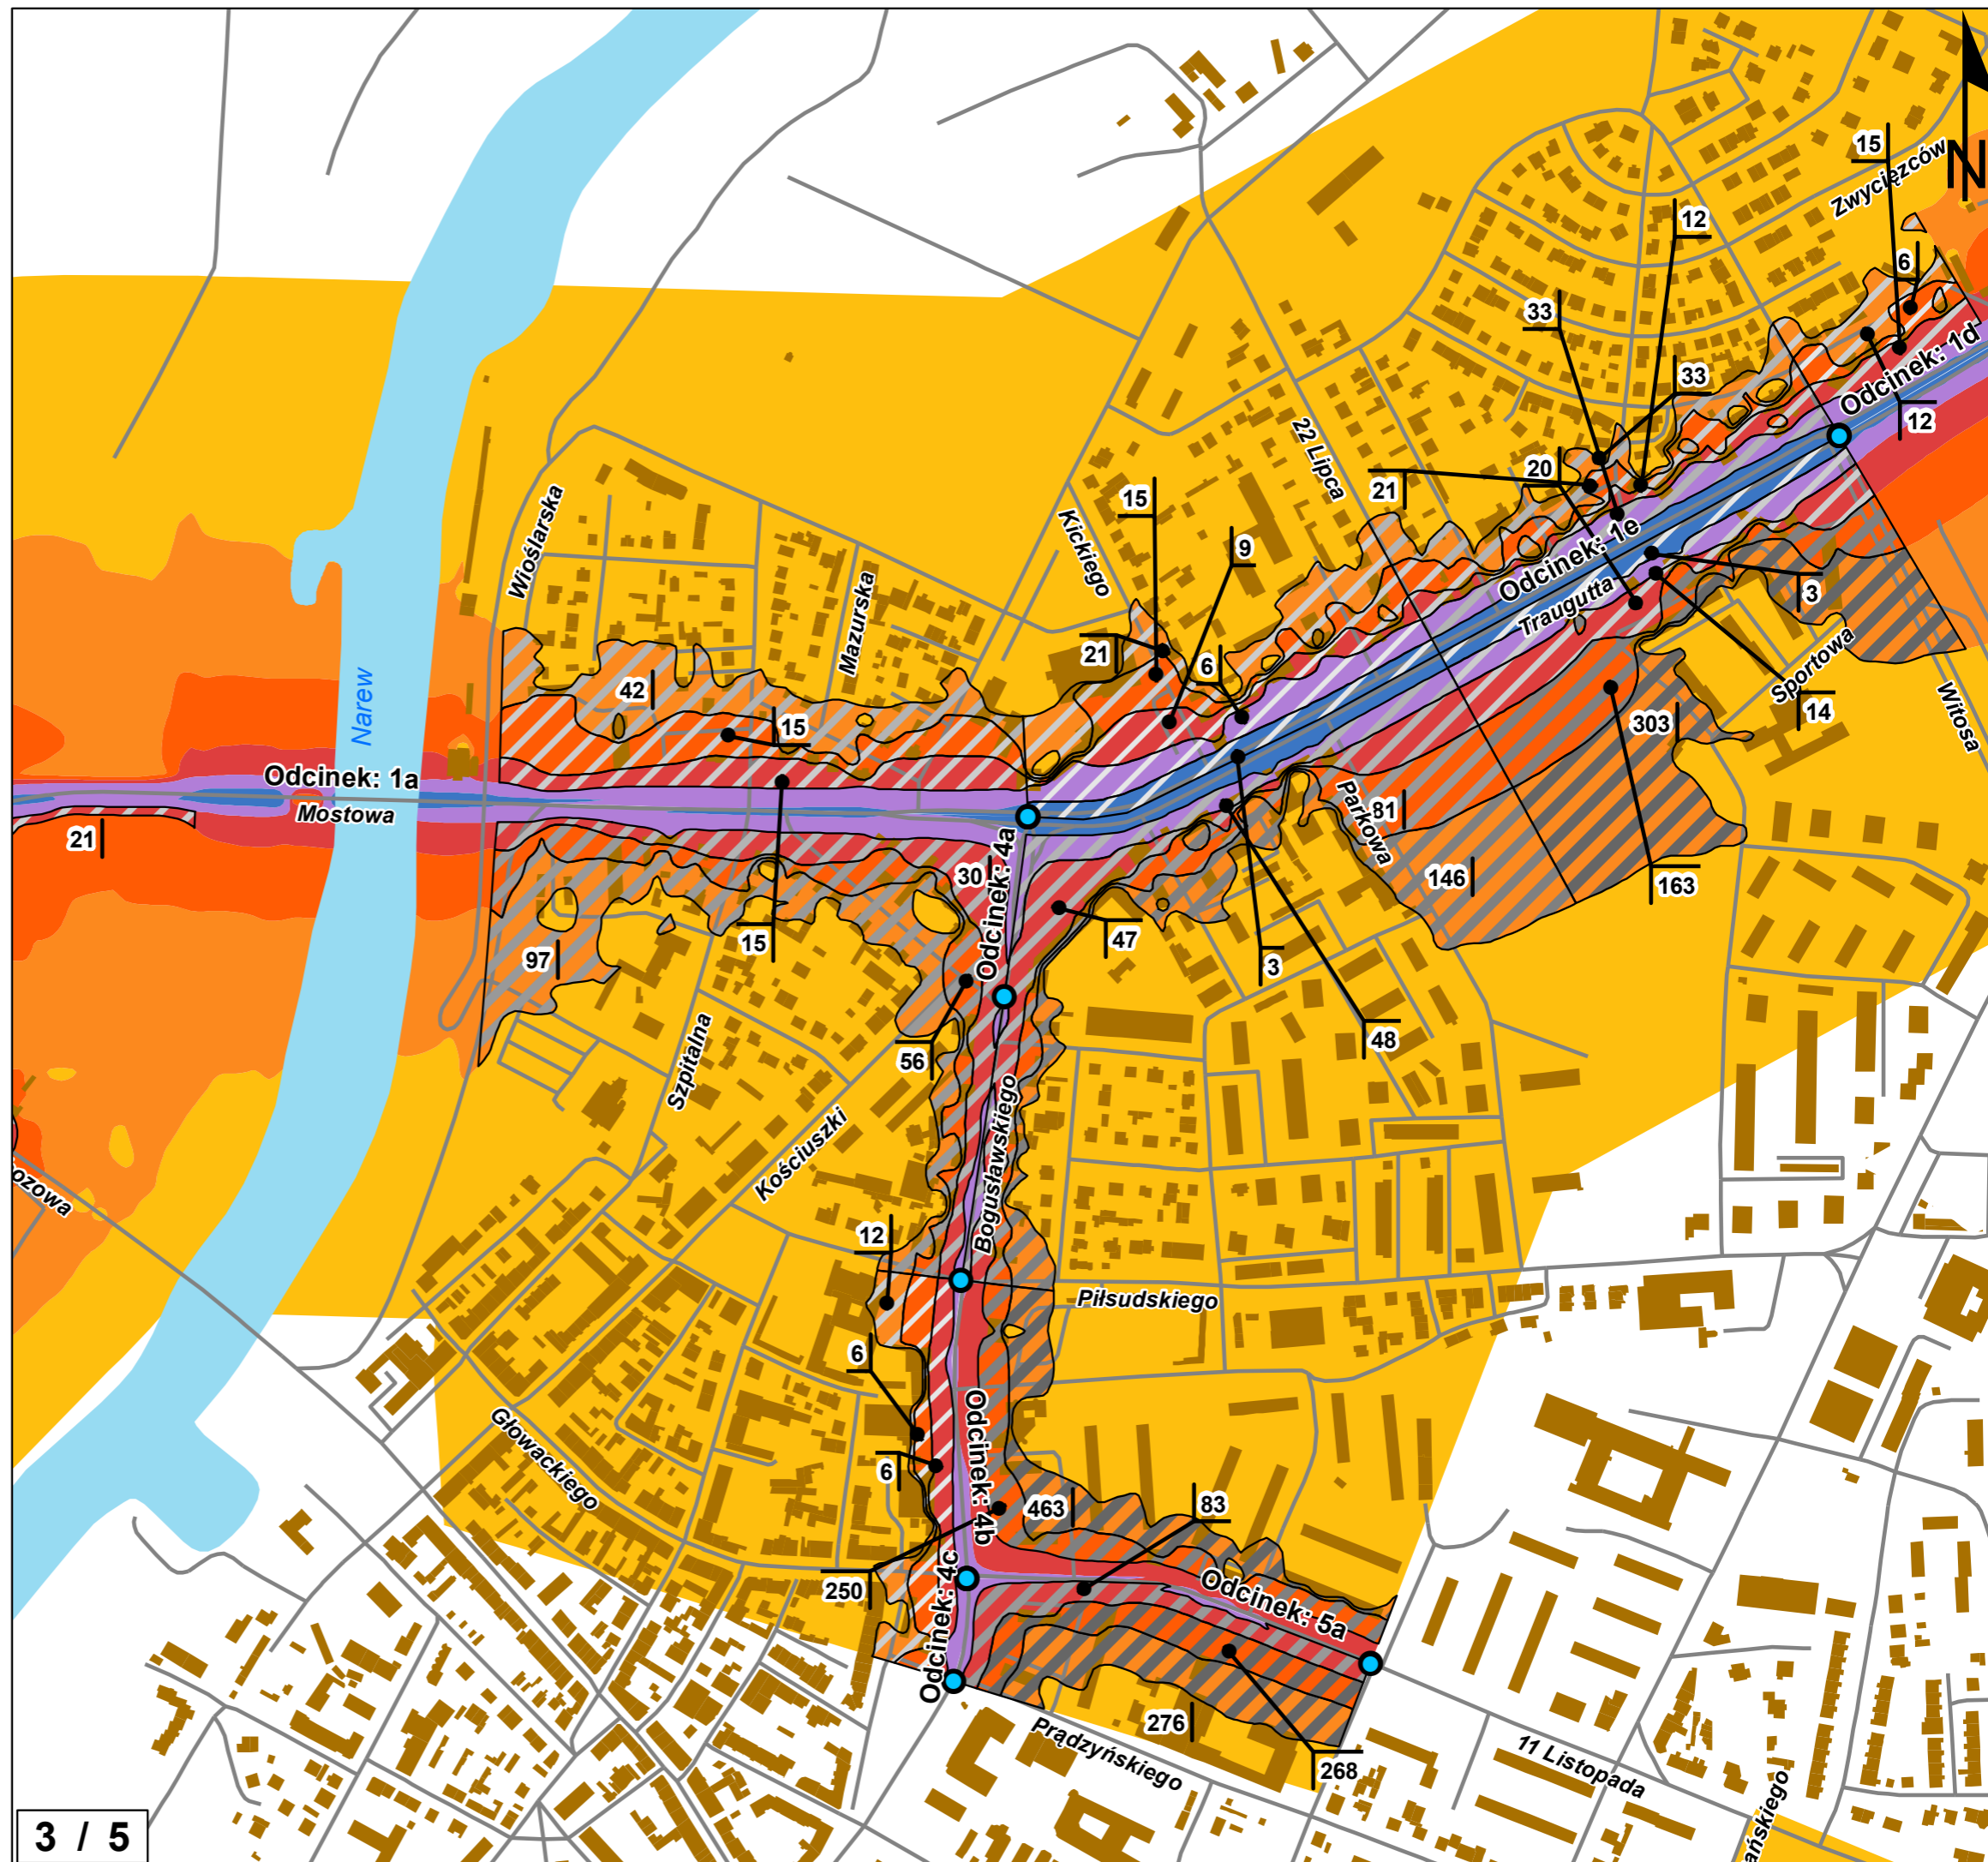 N
15
Zwycięzców
12
6
33
Odcinek: 1d
33
12
22 Lipca
20
21
15
Kickiego
9
Wioślarska
Odcinek: 1e
Traugutta
3
Mazurska
21
6
Sportowa
42
Narew
15
14
303
Witosa
Odcinek: 1a
Mostowa
21
Parkowa
81
30
Odcinek: 4a
146
163
47
15
97
3
48
56
Szpitalna
Kościuszki
Bogusławskiego
ozowa
12
Piłsudskiego
6
Głowackiego
6
Odcinek: 4b
463
83
250
Odcinek: 4c
Odcinek: 5a
276
Prądzyńskiego
268
11 Listopada
ańskiego
3 / 5